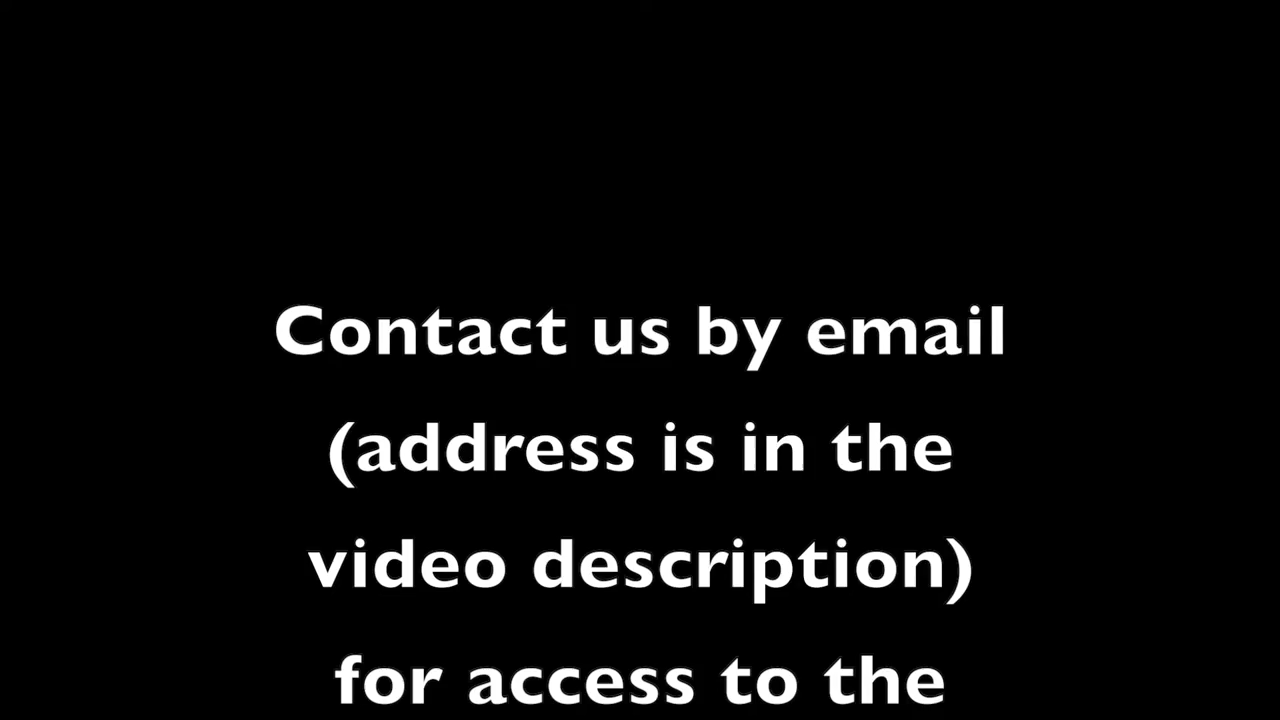 Contact us by email
(address is in the
video description)
for access to the